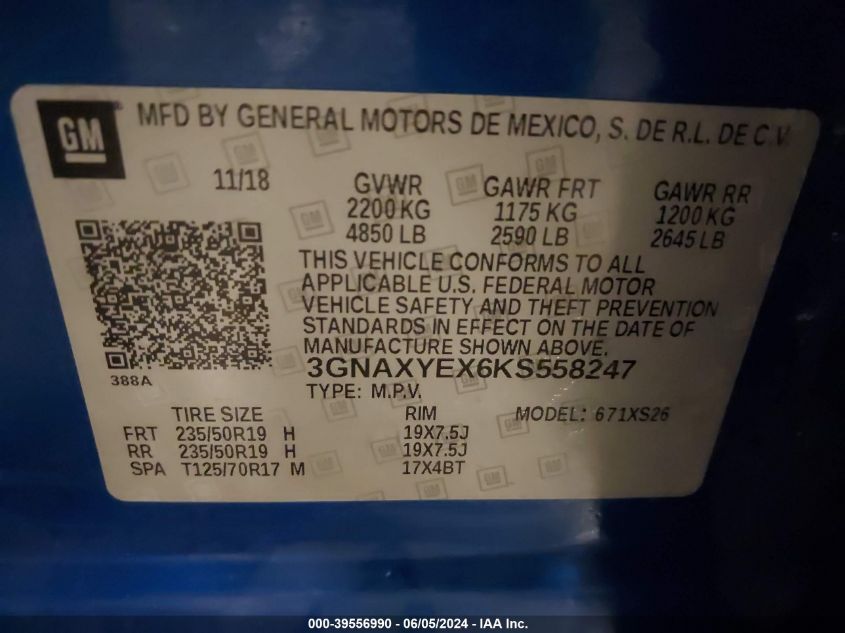 GM
MFD BY GENERAL MOTORS DE MEXICO, S. DE R.L. DE C.V.
11/18 GVWR GAWR FRT GAWR RR
2200 KG 1175 KG 1200 KG
4850 LB 2590 LB 2645 LB
THIS VEHICLE CONFORMS TO ALL
APPLICABLE U.S. FEDERAL MOTOR
VEHICLE SAFETY AND THEFT PREVENTION
STANDARDS IN EFFECT ON THE DATE OF
MANUFACTURE SHOWN ABOVE.
3GNAXYEX6KS558247
388A
TYPE: M.P.V.
TIRE SIZE RIM MODEL: 671XS26
FRT 235/50R19 H 19X7.5J
RR 235/50R19 H 19X7.5J
SPA T125/70R17 M 17X4BT
000-39556990 - 06/05/2024 - IAA Inc.